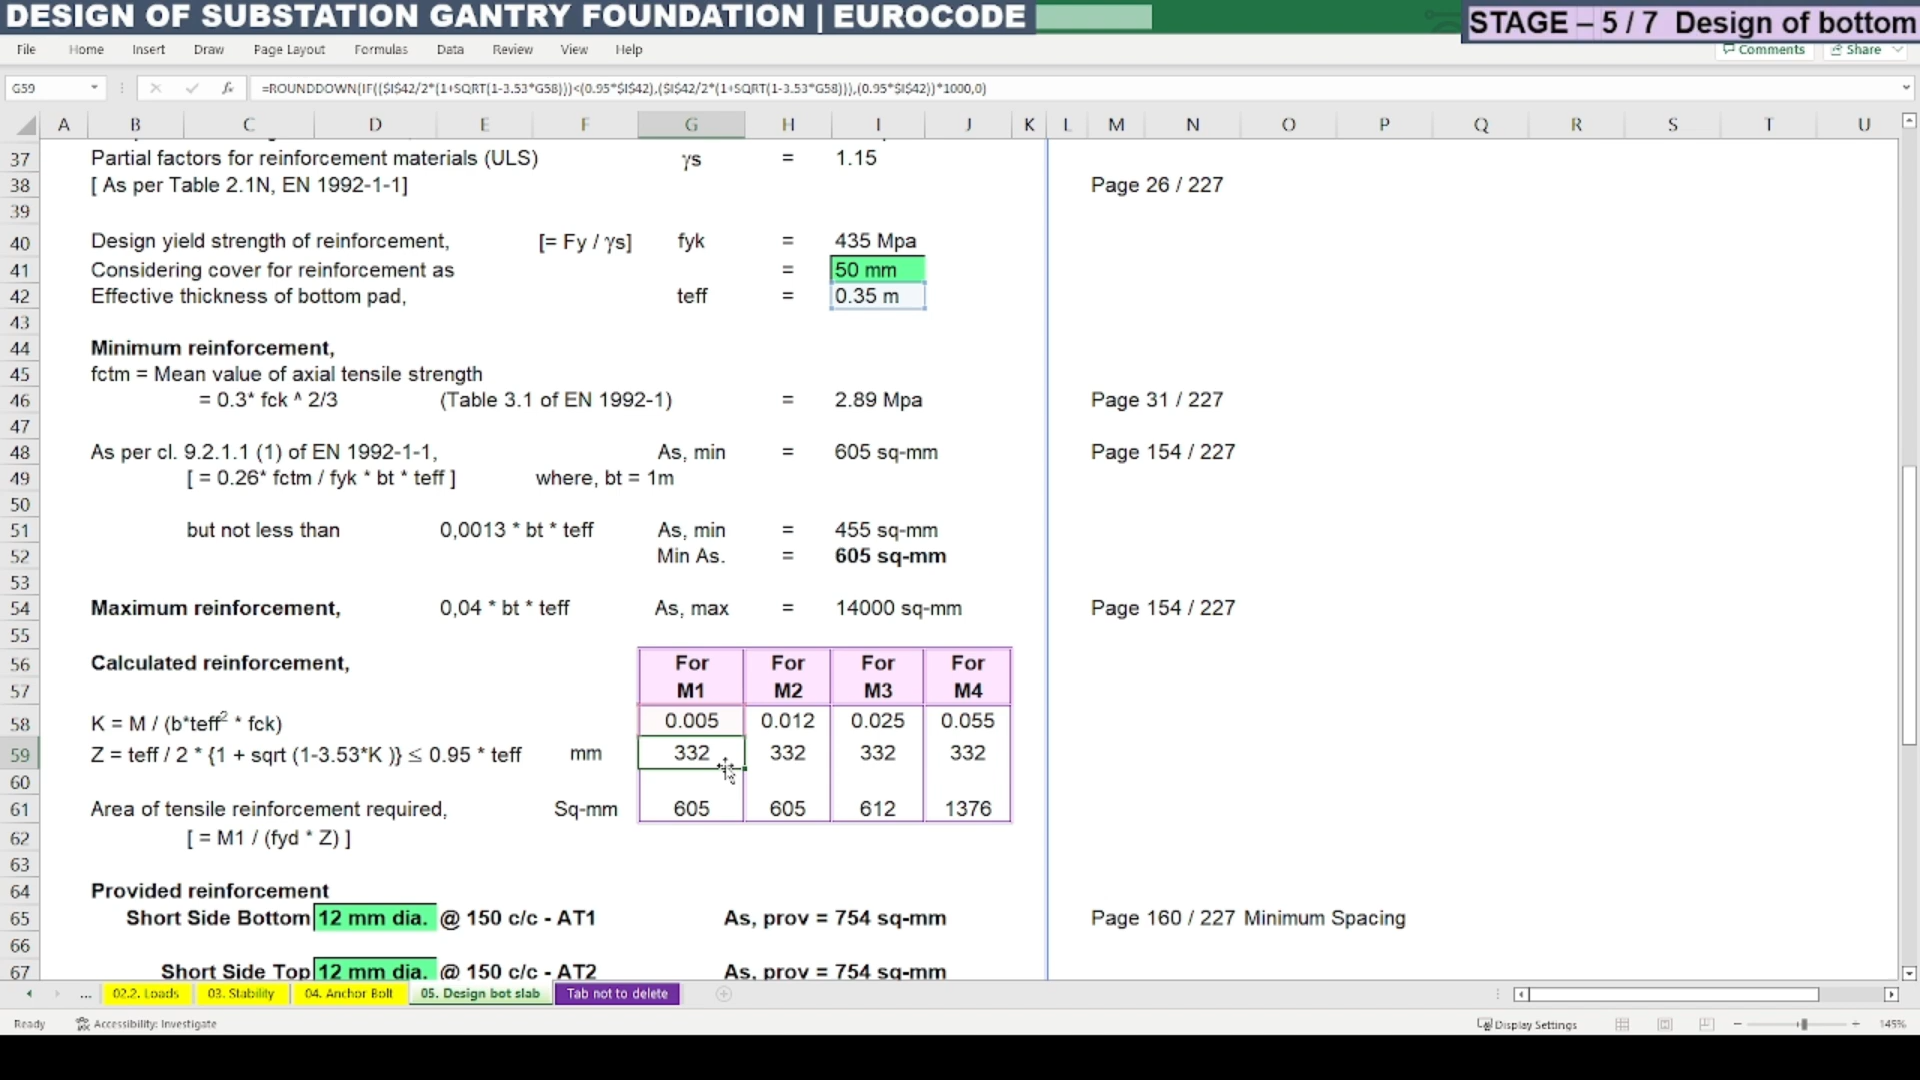 DESIGN OF SUBSTATION GANTRY FOUNDATION | EUROCODE
STAGE – 5 / 7 Design of bottom
File Home Insert Draw Page Layout Formulas Data Review View Help Comments Share
G59 fx =ROUNDDOWN(IF(($I$42/2*(1+SQRT(1-3.53*G58)))<(0.95*$I$42),($I$42/2*(1+SQRT(1-3.53*G58))),(0.95*$I$42))*1000,0)
A B C D E F G H I J K L M N O P Q R S T U
37 Partial factors for reinforcement materials (ULS) γs = 1.15
38 [ As per Table 2.1N, EN 1992-1-1] Page 26 / 227
39
40 Design yield strength of reinforcement, [= Fy / γs] fyk = 435 Mpa
41 Considering cover for reinforcement as = 50 mm
42 Effective thickness of bottom pad, teff = 0.35 m
43
44 Minimum reinforcement,
45 fctm = Mean value of axial tensile strength
46 = 0.3* fck ^ 2/3 (Table 3.1 of EN 1992-1) = 2.89 Mpa Page 31 / 227
47
48 As per cl. 9.2.1.1 (1) of EN 1992-1-1, As, min = 605 sq-mm Page 154 / 227
49 [ = 0.26* fctm / fyk * bt * teff ] where, bt = 1m
50
51 but not less than 0,0013 * bt * teff As, min = 455 sq-mm
52 Min As. = 605 sq-mm
53
54 Maximum reinforcement, 0,04 * bt * teff As, max = 14000 sq-mm Page 154 / 227
55
56 Calculated reinforcement, For For For For
57 M1 M2 M3 M4
58 K = M / (b*teff² * fck) 0.005 0.012 0.025 0.055
59 Z = teff / 2 * {1 + sqrt (1-3.53*K )} ≤ 0.95 * teff mm 332 332 332 332
60
61 Area of tensile reinforcement required, Sq-mm 605 605 612 1376
62 [ = M1 / (fyd * Z) ]
63
64 Provided reinforcement
65 Short Side Bottom 12 mm dia. @ 150 c/c - AT1 As, prov = 754 sq-mm Page 160 / 227 Minimum Spacing
66
67 Short Side Top 12 mm dia. @ 150 c/c - AT2 As, prov = 754 sq-mm
... 02.2. Loads 03. Stability 04. Anchor Bolt 05. Design bot slab Tab not to delete
Ready Accessibility: Investigate Display Settings 145%